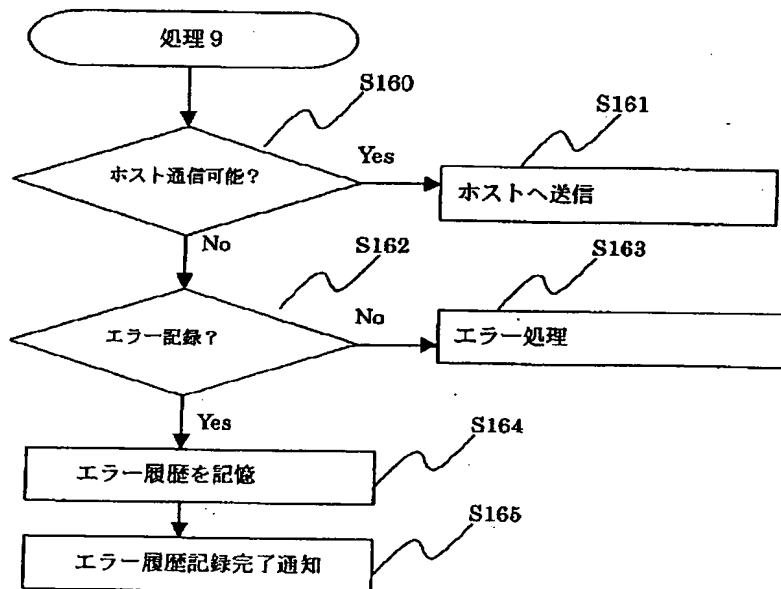 処理9
S160
S161
ホスト通信可能?
Yes
ホストへ送信
No
S162
S163
エラー記録?
No
エラー処理
Yes
S164
エラー履歴を記憶
S165
エラー履歴記録完了通知